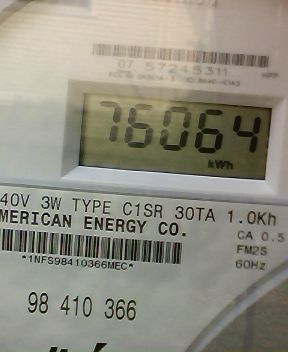 07 57245311
76064
kWh
40V 3W TYPE C1SR 30TA 1.0Kh
MERICAN ENERGY CO.
CA 0.5
FM2S
60Hz
*1NFS98410366MEC*
98 410 366